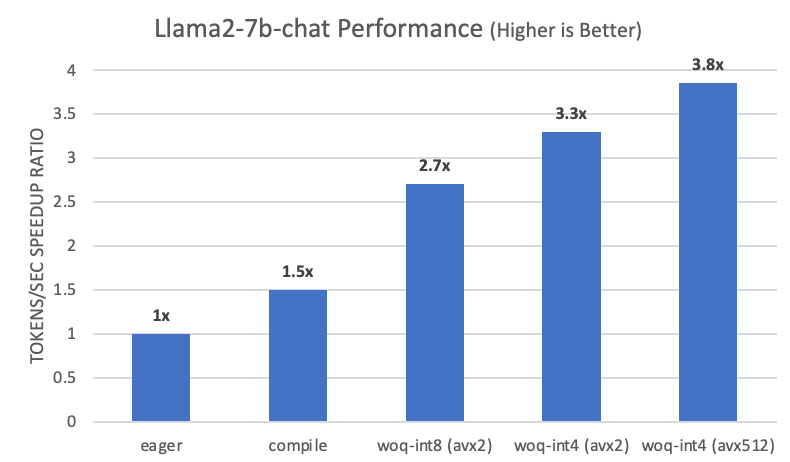 Llama2-7b-chat Performance (Higher is Better)
TOKENS/SEC SPEEDUP RATIO
4
3.5
3
2.5
2
1.5
1
0.5
0
1x
1.5x
2.7x
3.3x
3.8x
eager
compile
woq-int8 (avx2)
woq-int4 (avx2)
woq-int4 (avx512)